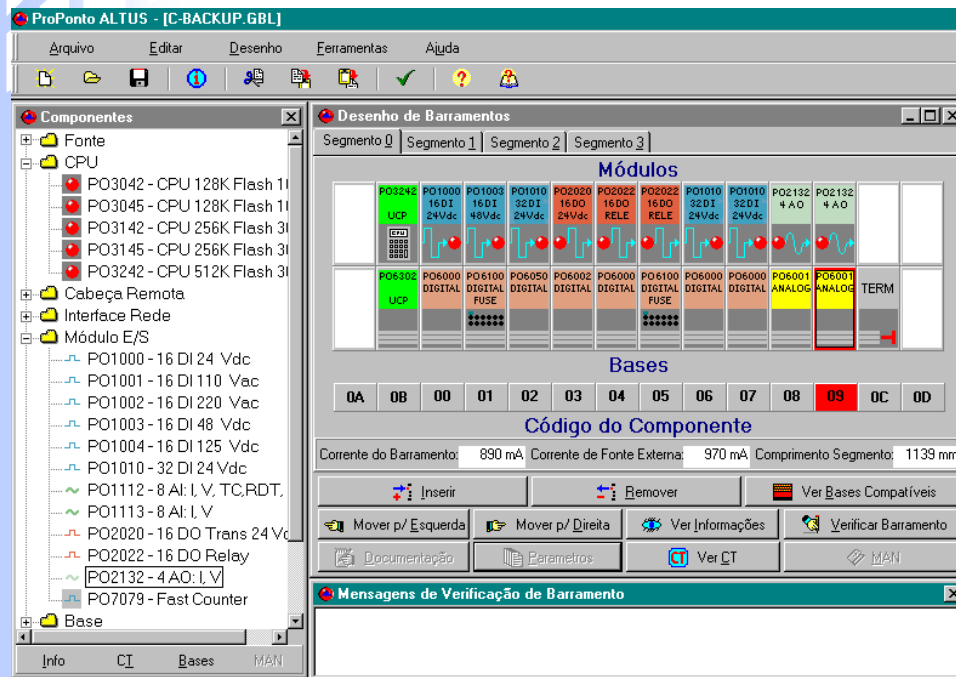 ProPonto ALTUS - [C-BACKUP.GBL]
Arquivo Editar Desenho Ferramentas Ajuda
Componentes
Fonte
CPU
PO3042 - CPU 128K Flash 1
PO3045 - CPU 128K Flash 1
PO3142 - CPU 256K Flash 3
PO3145 - CPU 256K Flash 3
PO3242 - CPU 512K Flash 3
Cabeça Remota
Interface Rede
Módulo E/S
PO1000 - 16 DI 24 Vdc
PO1001 - 16 DI 110 Vac
PO1002 - 16 DI 220 Vac
PO1003 - 16 DI 48 Vdc
PO1004 - 16 DI 125 Vdc
PO1010 - 32 DI 24 Vdc
PO1112 - 8 AI: I, V, TC,RDT,
PO1113 - 8 AI: I, V
PO2020 - 16 DO Trans 24 Vd
PO2022 - 16 DO Relay
PO2132 - 4 AO: I, V
PO7079 - Fast Counter
Base
Info CT Bases MAN
Desenho de Barramentos
Segmento 0 Segmento 1 Segmento 2 Segmento 3
Módulos
PO3242 PO1000 PO1003 PO1010 PO2020 PO2022 PO2022 PO1010 PO1010 PO2132 PO2132
16DI 16DI 32DI 16DO 16DO 16DO 32DI 32DI 4 AO 4 AO
UCP 24Vdc 48Vdc 24Vdc 24Vdc RELE RELE 24Vdc 24Vdc
CPU
PO6302 PO6000 PO6100 PO6050 PO6002 PO6000 PO6100 PO6000 PO6000 PO6001 PO6001
DIGITAL DIGITAL DIGITAL DIGITAL DIGITAL DIGITAL DIGITAL DIGITAL ANALOG ANALOG TERM
UCP FUSE FUSE
Bases
0A 0B 00 01 02 03 04 05 06 07 08 09 0C 0D
Código do Componente
Corrente do Barramento: 890 mA Corrente de Fonte Externa: 970 mA Comprimento Segmento: 1139 mm
Inserir Remover Ver Bases Compatíveis
Mover p/ Esquerda Mover p/ Direita Ver Informações Verificar Barramento
Documentação Parametros CT Ver CT MAN
Mensagens de Verificação de Barramento